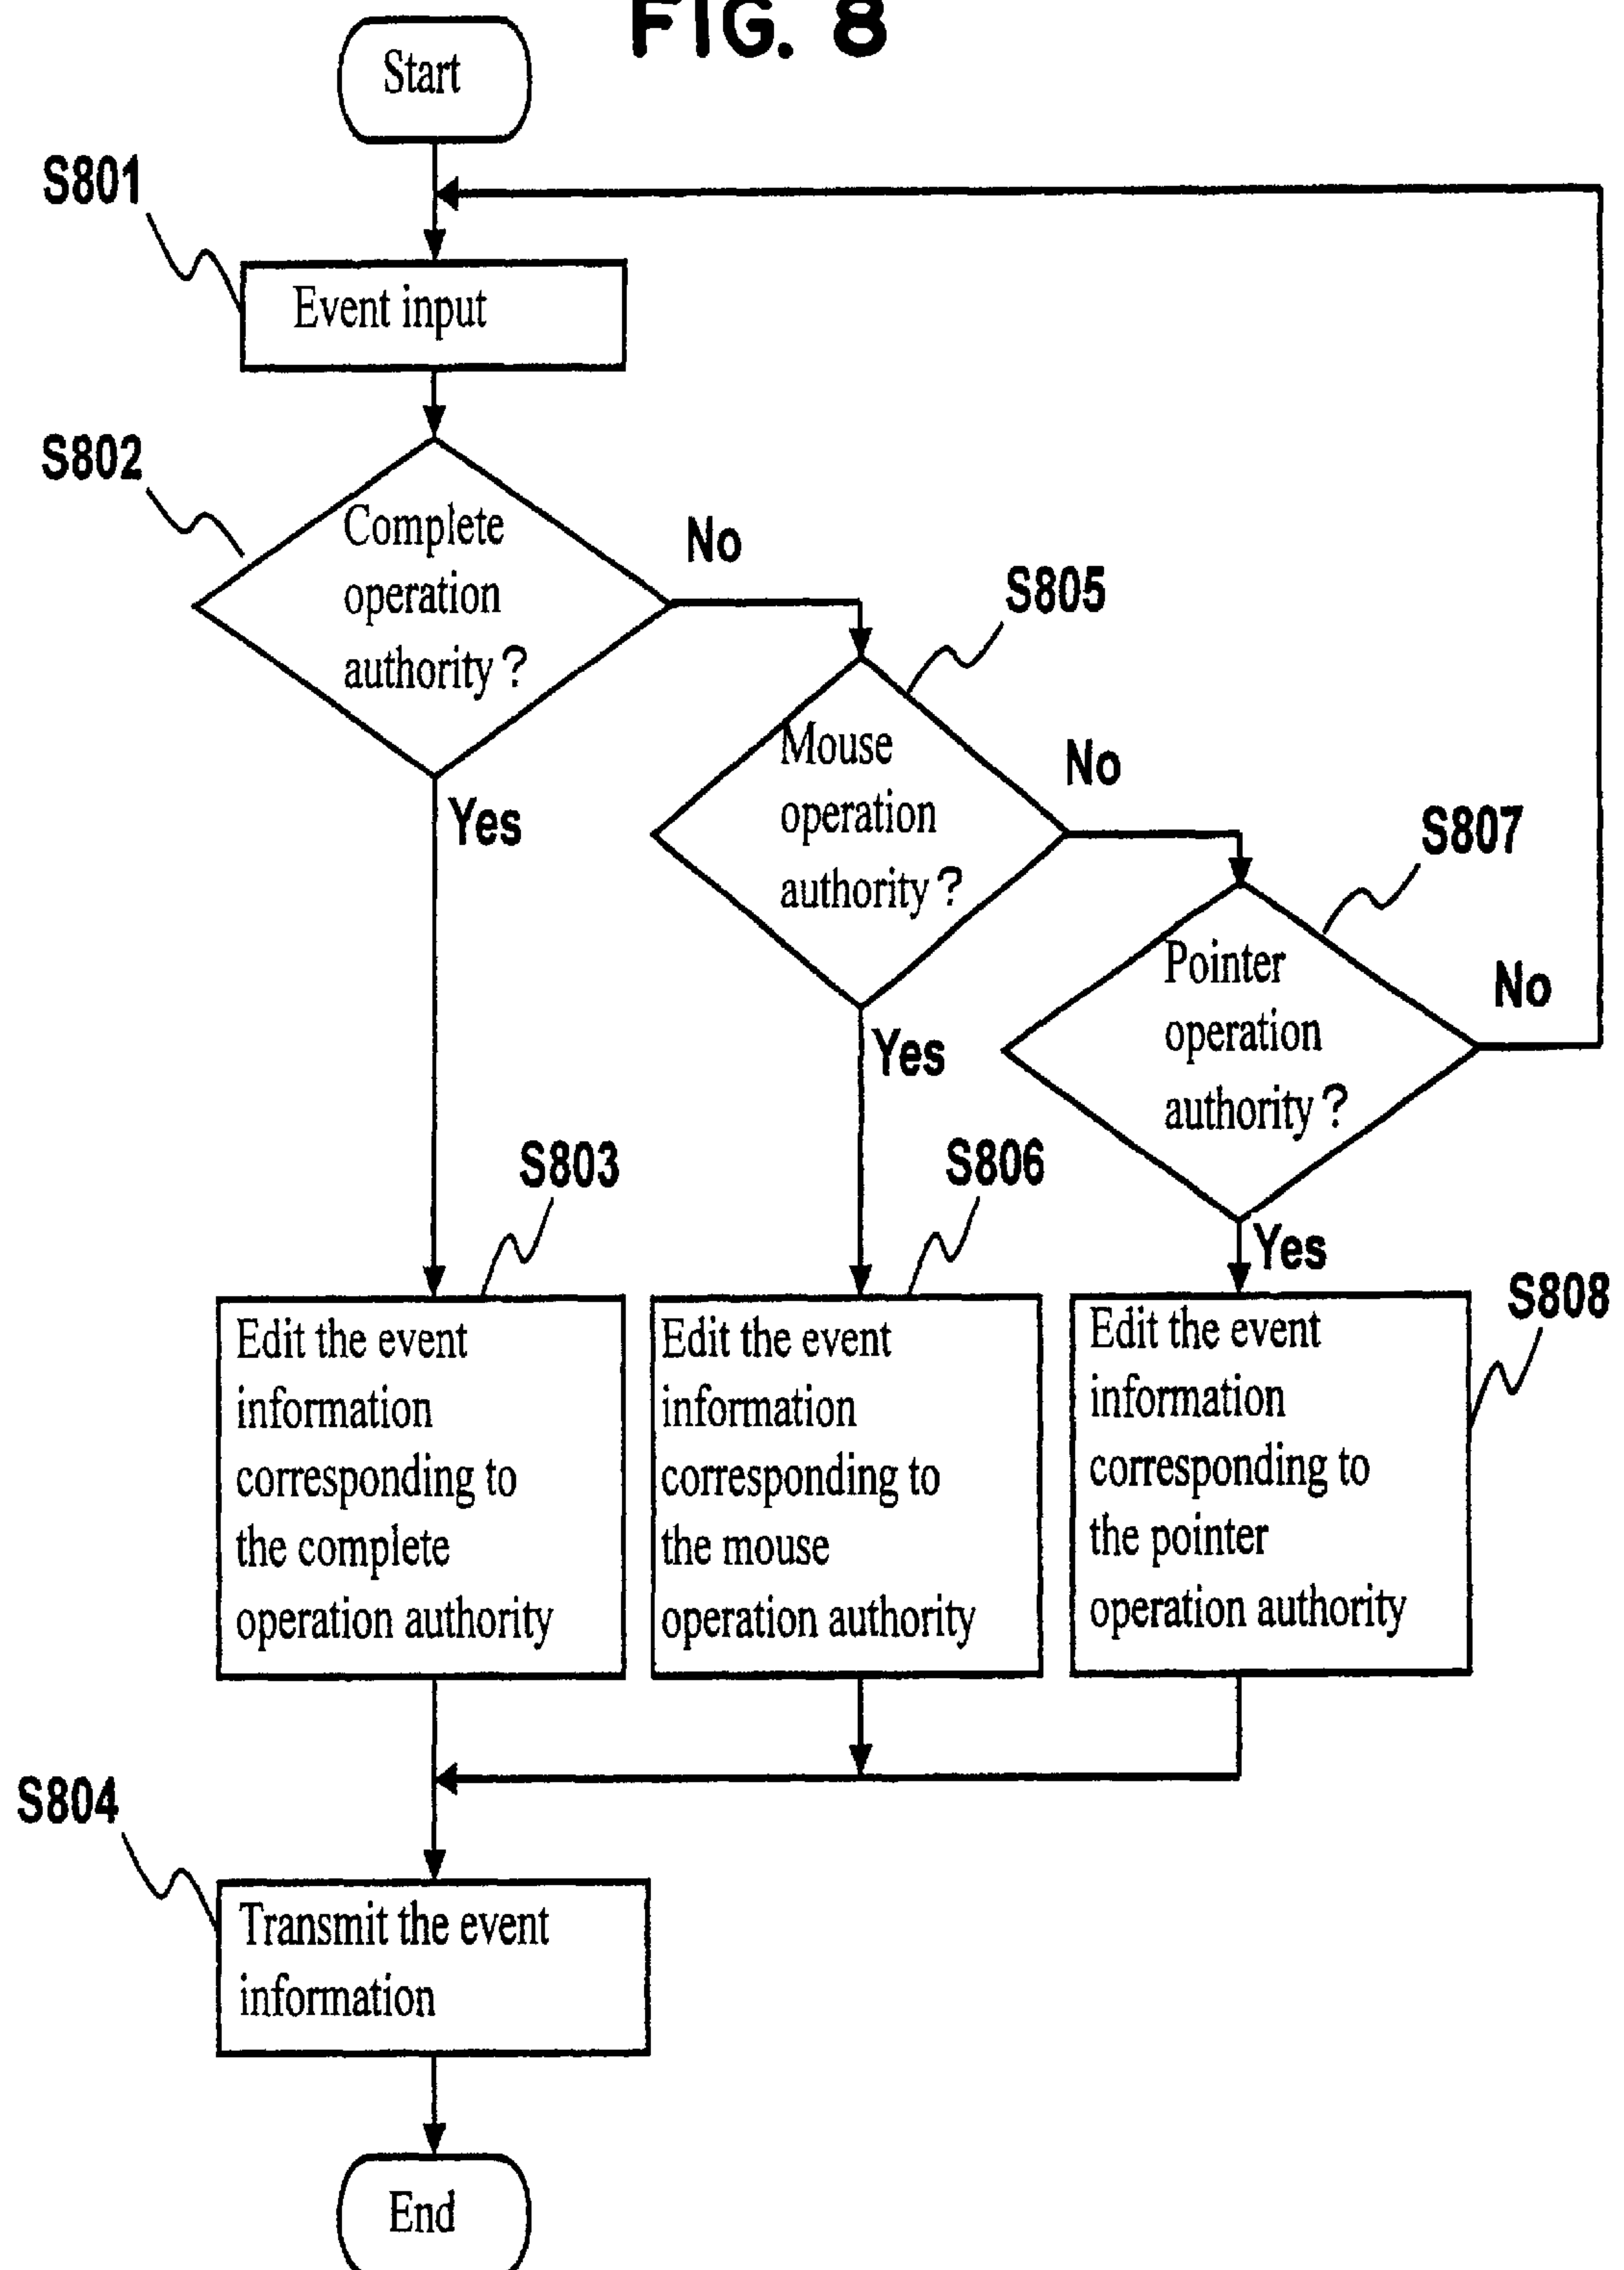 FIG. 8
Start
S801
Event input
S802
Complete
operation
authority?
No
S805
Mouse
operation
authority?
No
S807
Pointer
operation
authority?
No
Yes
Yes
Yes
S803
Edit the event
information
corresponding to
the complete
operation authority
S806
Edit the event
information
corresponding to
the mouse
operation authority
S808
Edit the event
information
corresponding to
the pointer
operation authority
S804
Transmit the event
information
End